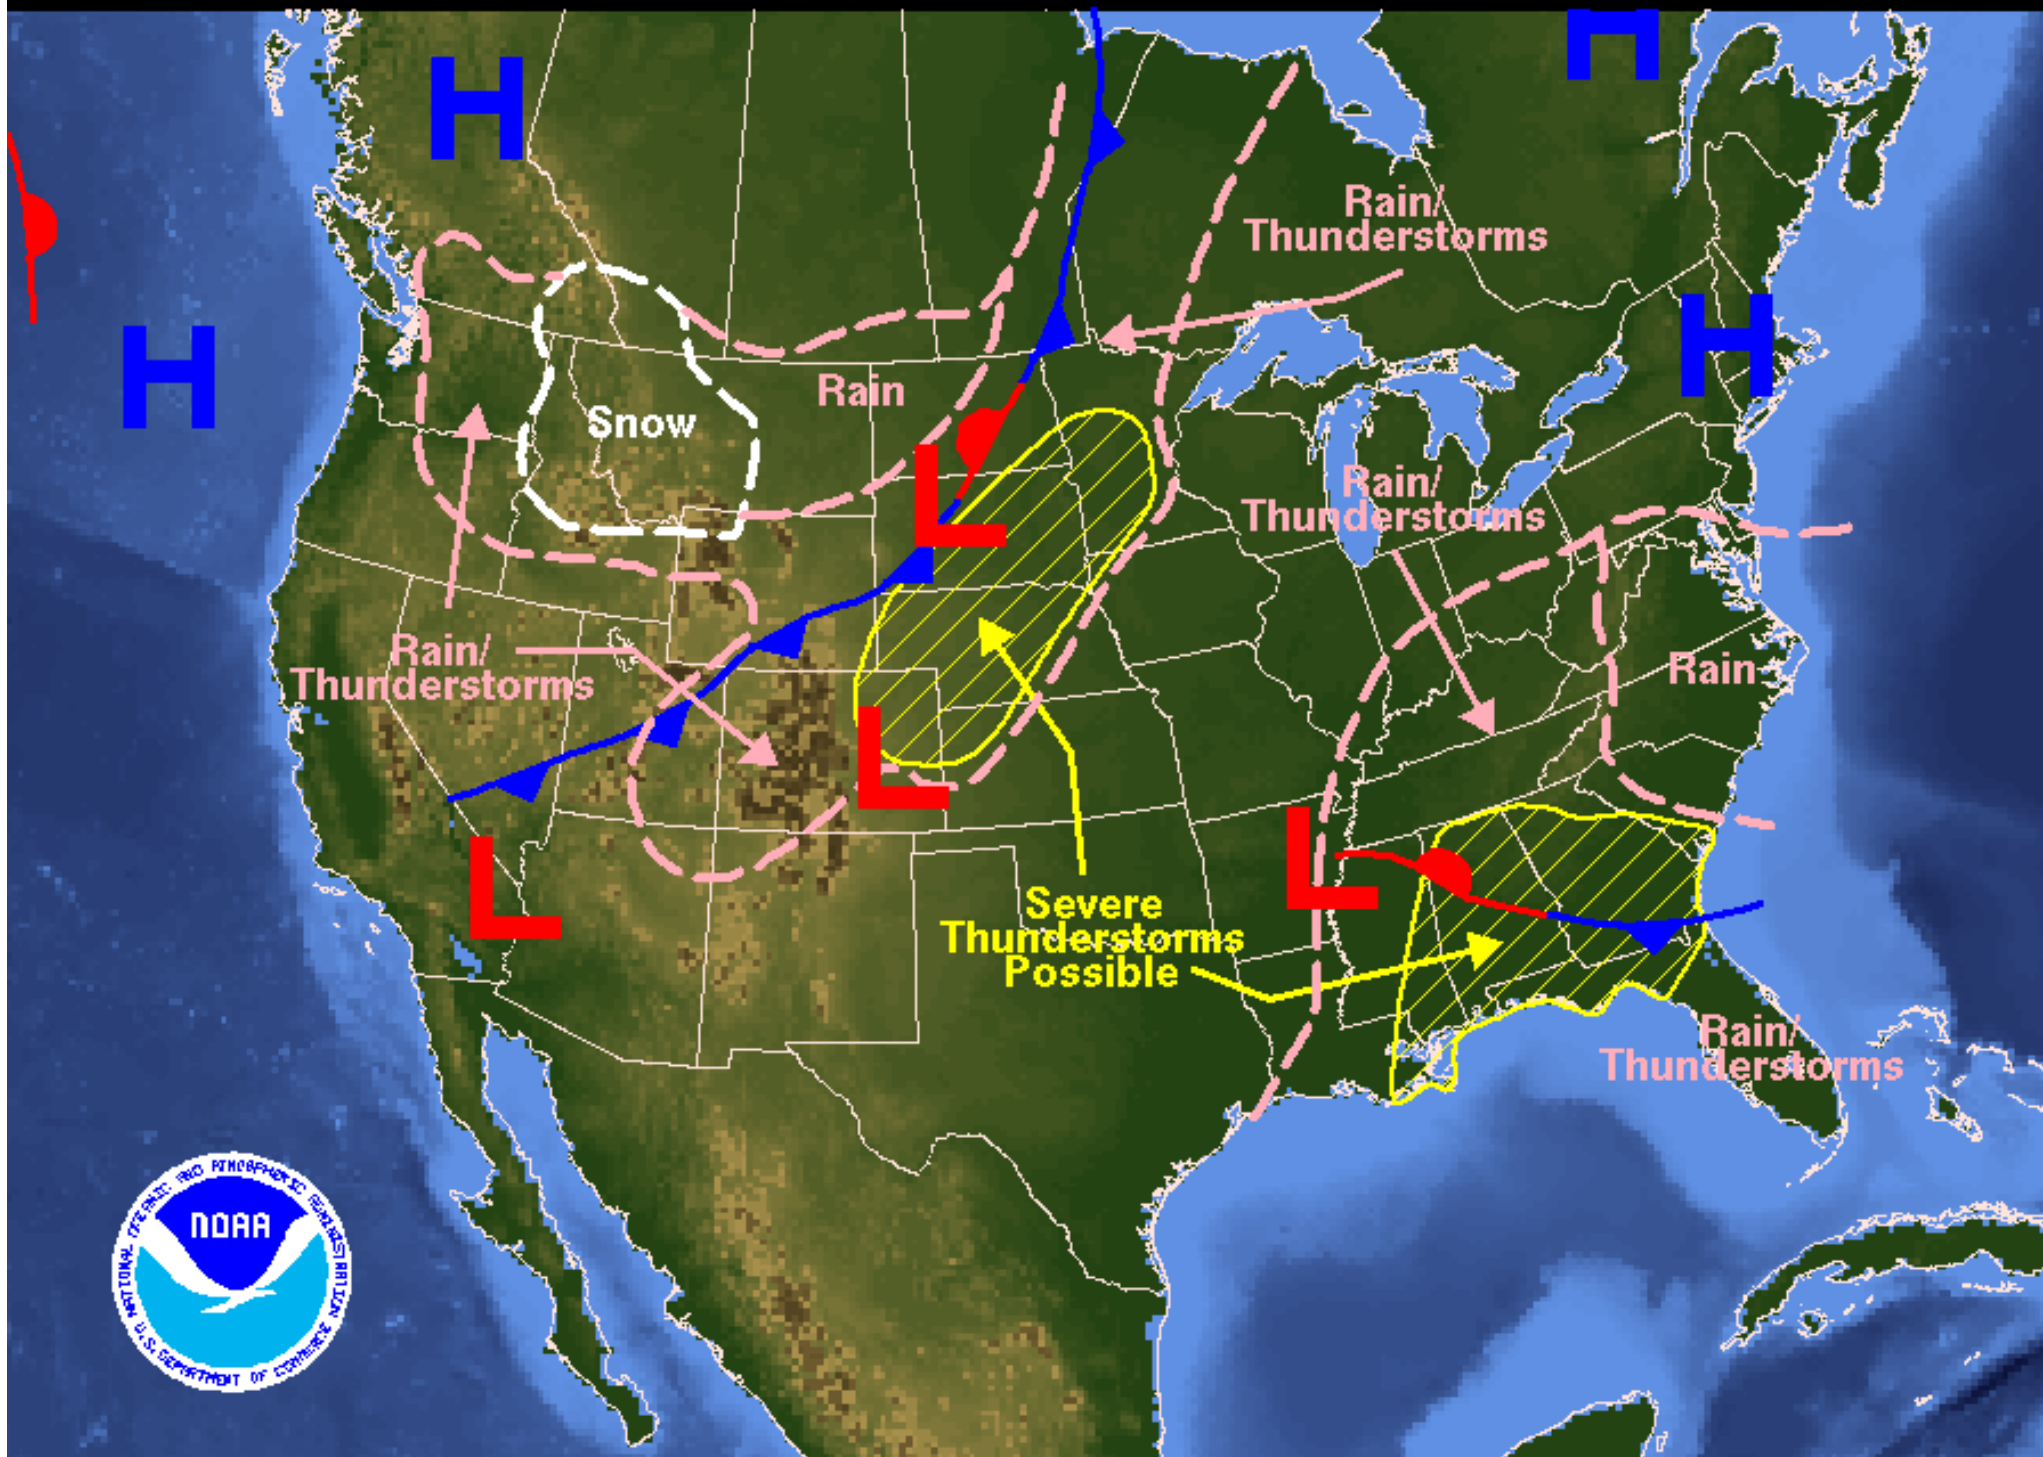 H
H
Rain/
Thunderstorms
H
H
Rain
Snow
L
Rain/
Thunderstorms
Rain/
Thunderstorms
Rain
L
L
L
Severe
Thunderstorms
Possible
Rain/
Thunderstorms
NATIONAL OCEANIC AND ATMOSPHERIC ADMINISTRATION
NOAA
U.S. DEPARTMENT OF COMMERCE